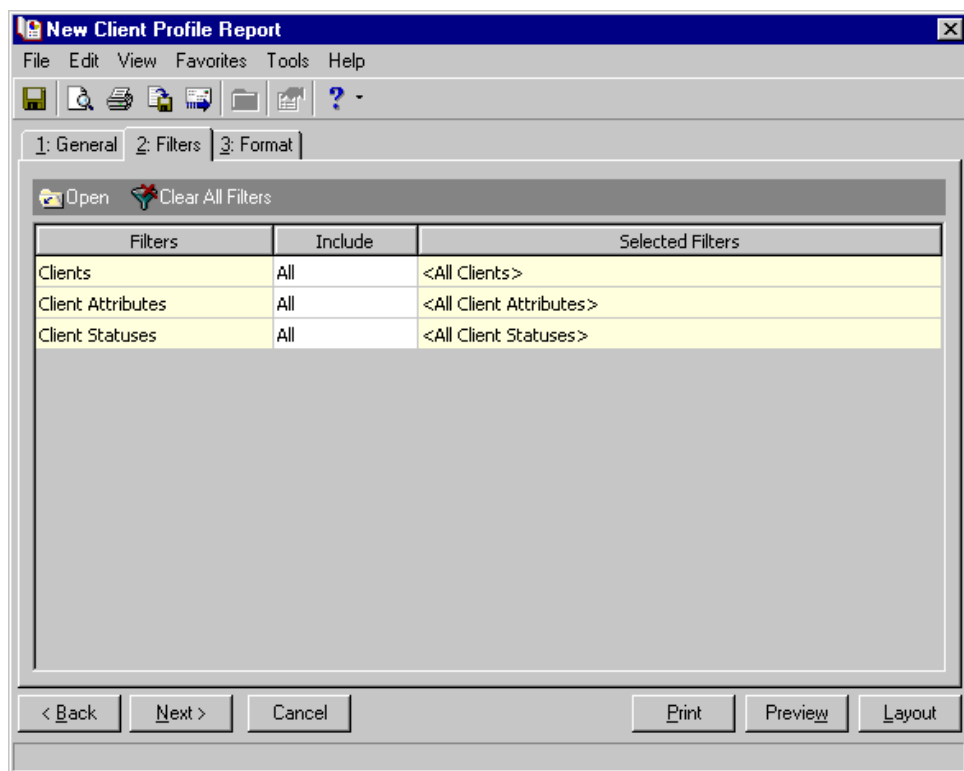 New Client Profile Report
File Edit View Favorites Tools Help
?
1: General 2: Filters 3: Format
Open Clear All Filters
Filters Include Selected Filters
Clients All <All Clients>
Client Attributes All <All Client Attributes>
Client Statuses All <All Client Statuses>
< Back Next > Cancel Print Preview Layout